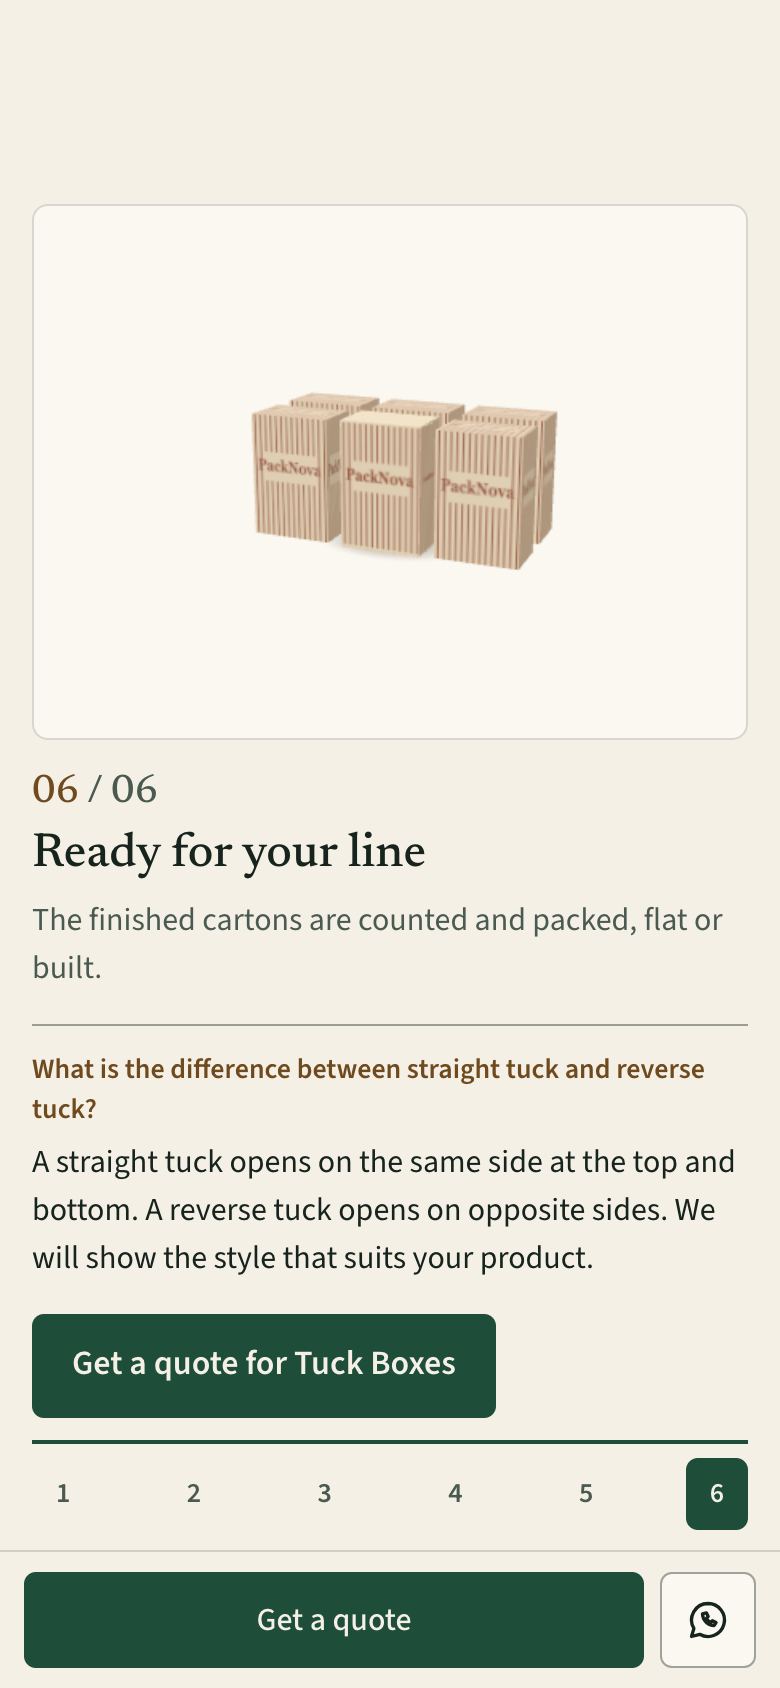 PackNova
PackNova
PackNova
06 / 06
Ready for your line
The finished cartons are counted and packed, flat or
built.
What is the difference between straight tuck and reverse
tuck?
A straight tuck opens on the same side at the top and
bottom. A reverse tuck opens on opposite sides. We
will show the style that suits your product.
Get a quote for Tuck Boxes
1 2 3 4 5 6
Get a quote